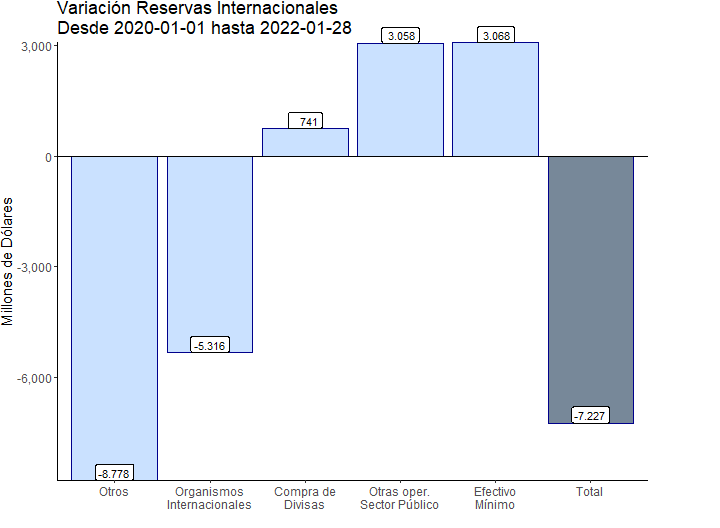 Variación Reservas Internacionales
Desde 2020-01-01 hasta 2022-01-28
Millones de Dólares
3,000
0
-3,000
-6,000
-8.778
-5.316
741
3.058
3.068
-7.227
Otros
Organismos
Internacionales
Compra de
Divisas
Otras oper.
Sector Público
Efectivo
Mínimo
Total